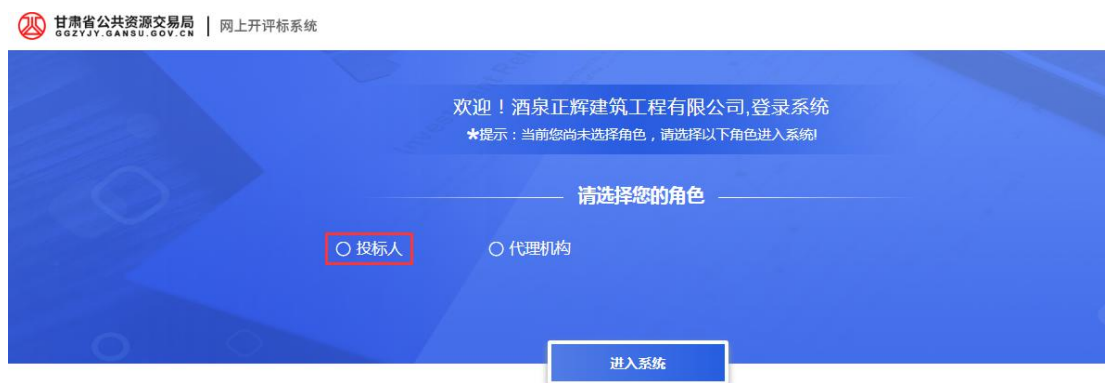 甘肃省公共资源交易局 网上开评标系统
GGZYJY.GANSU.GOV.CN
欢迎！酒泉正辉建筑工程有限公司,登录系统
*提示：当前您尚未选择角色，请选择以下角色进入系统!
请选择您的角色
投标人 代理机构
进入系统